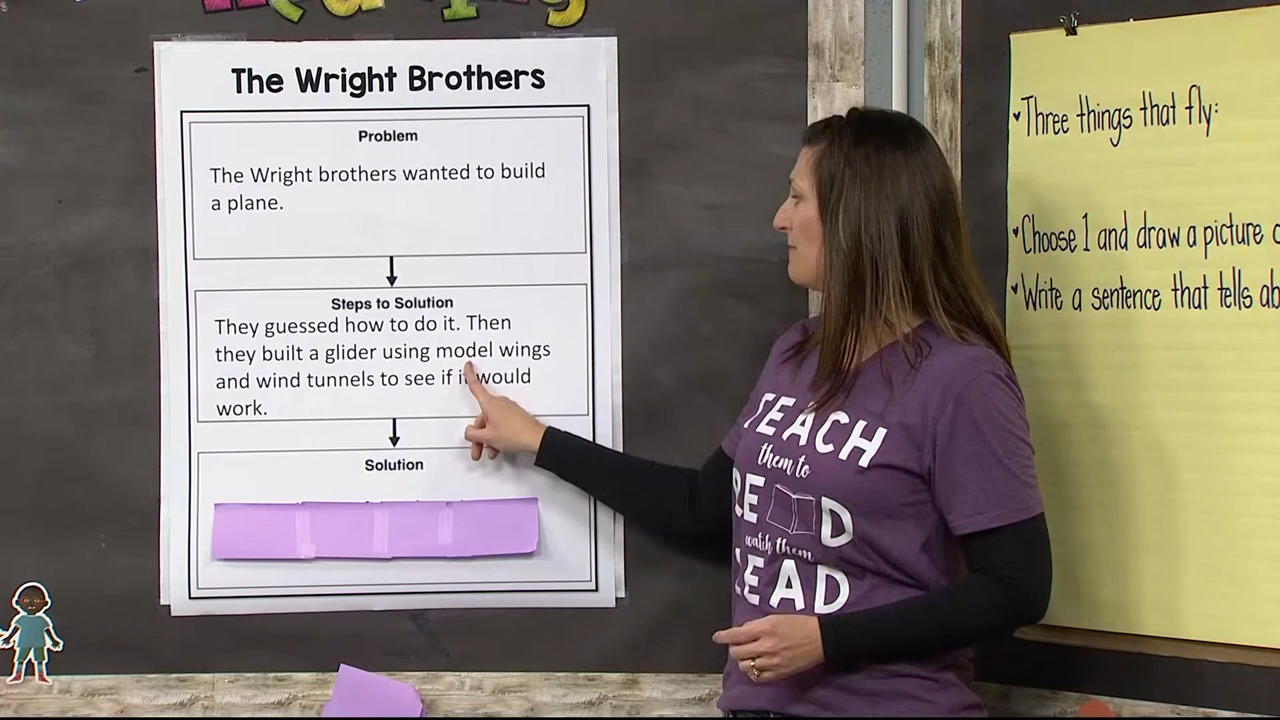 The Wright Brothers
Problem
The Wright brothers wanted to build
a plane.
Steps to Solution
They guessed how to do it. Then
they built a glider using model wings
and wind tunnels to see if it would
work.
Solution
Three things that fly:
Choose 1 and draw a picture
Write a sentence that tells
TEACH
them to
READ
watch them
LEAD